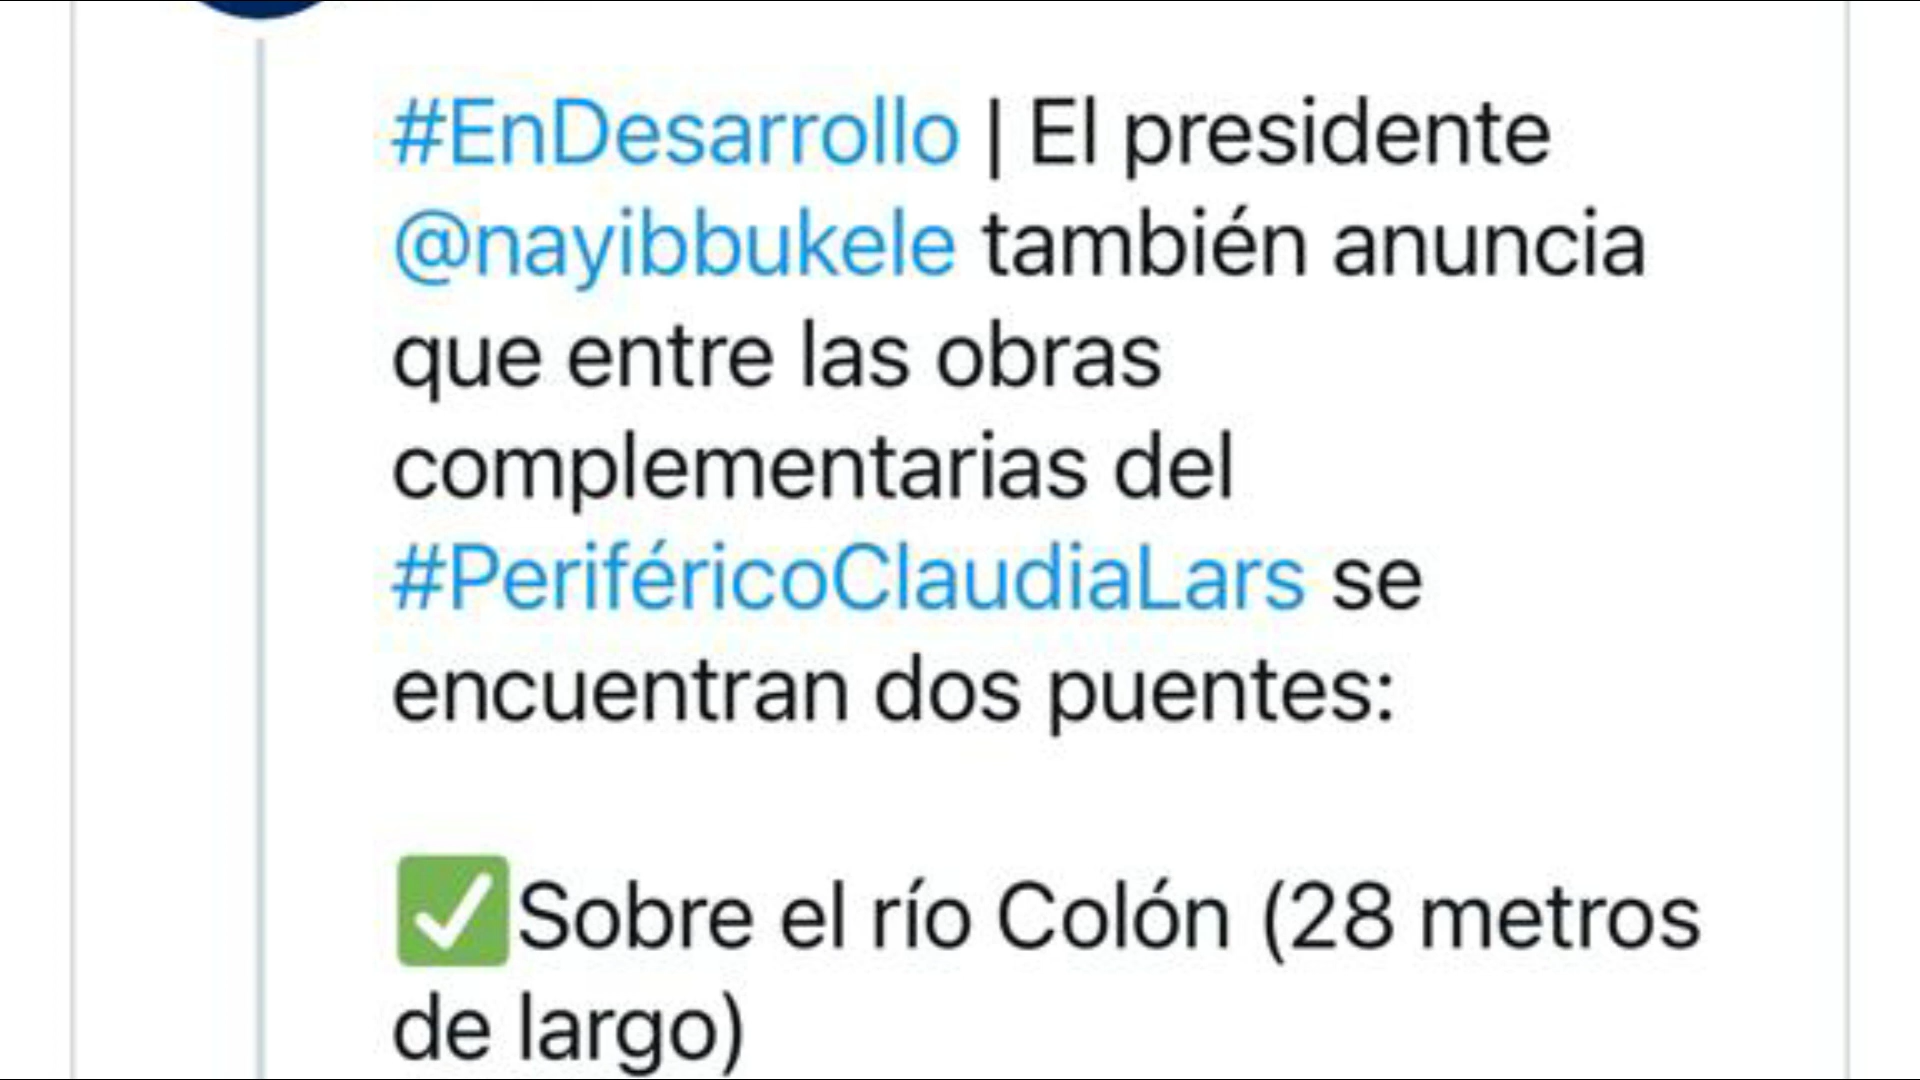 #EnDesarrollo | El presidente
@nayibbukele también anuncia
que entre las obras
complementarias del
#PeriféricoClaudiaLars se
encuentran dos puentes:
✅Sobre el río Colón (28 metros
de largo)